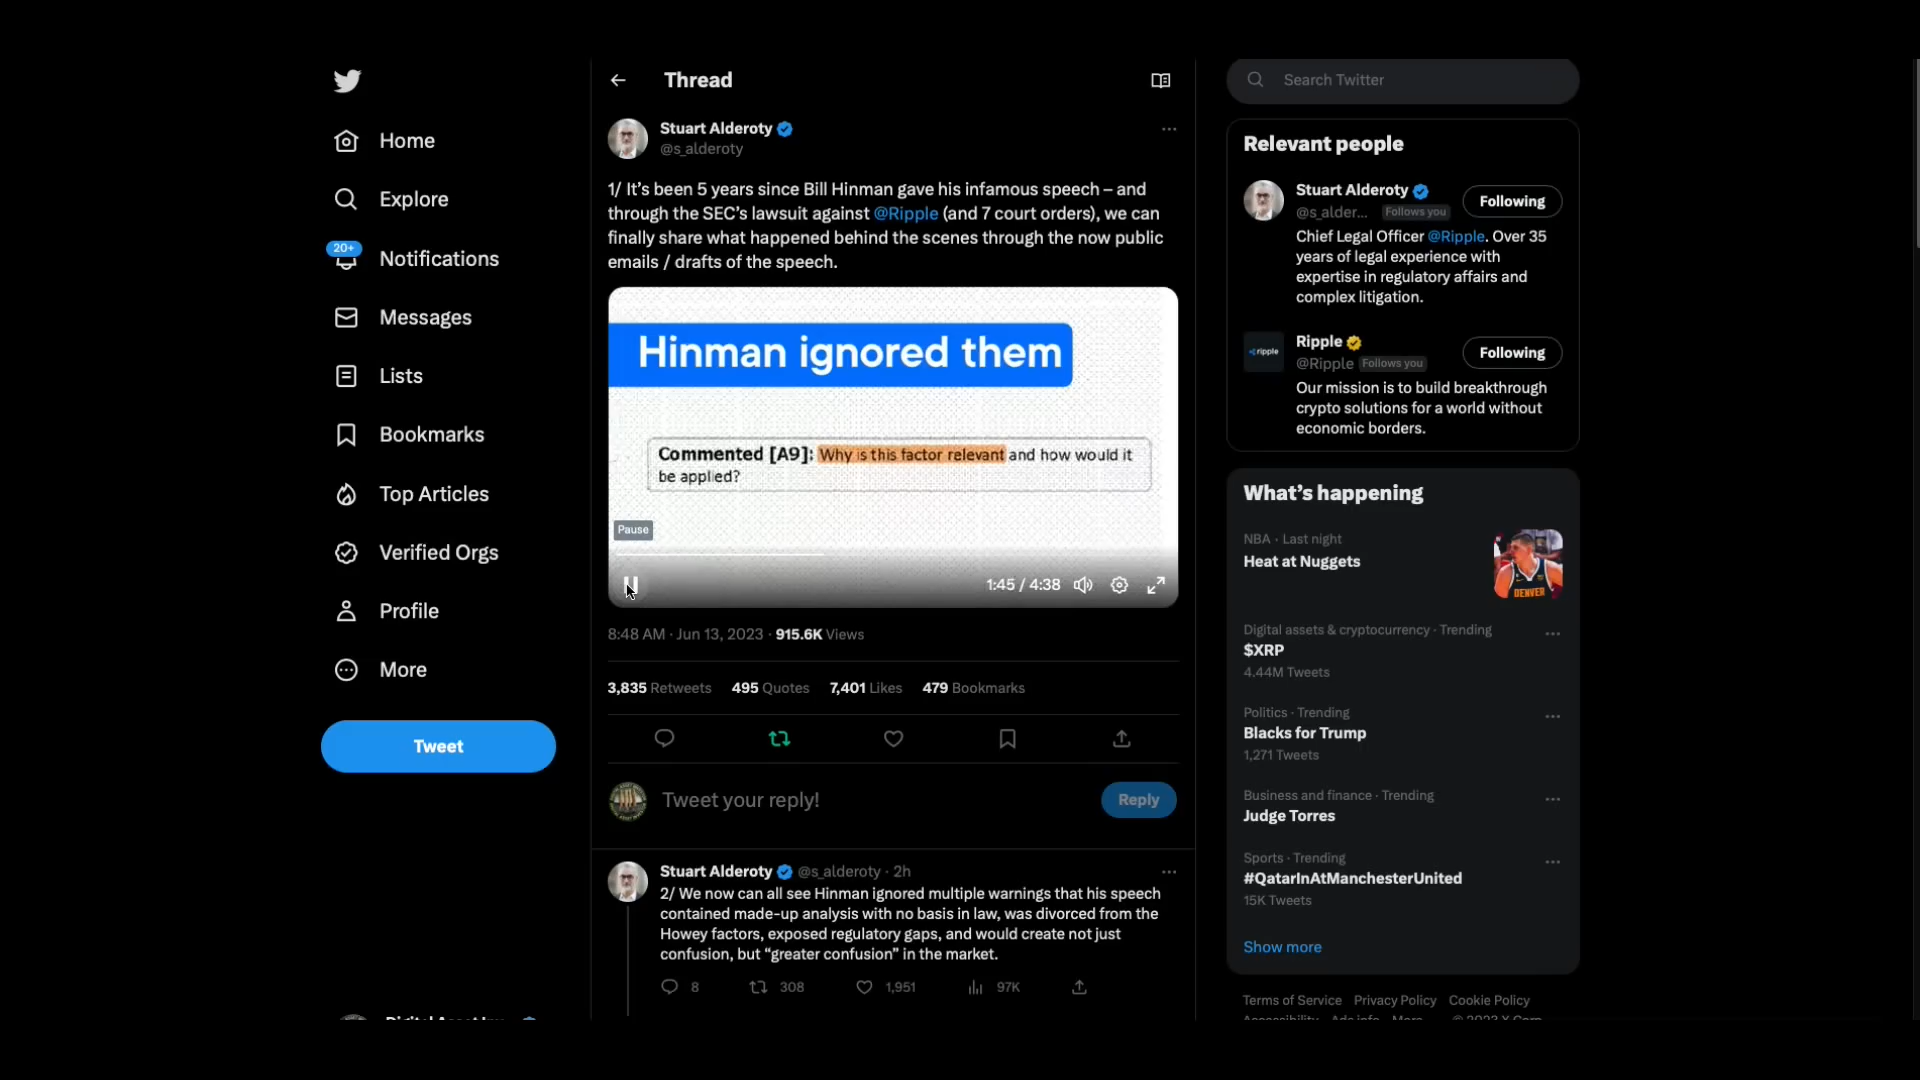 Home
Explore
20+
Notifications
Messages
Lists
Bookmarks
Top Articles
Verified Orgs
Profile
More
Tweet
Thread
Stuart Alderoty
@s_alderoty
1/ It’s been 5 years since Bill Hinman gave his infamous speech – and
through the SEC’s lawsuit against @Ripple (and 7 court orders), we can
finally share what happened behind the scenes through the now public
emails / drafts of the speech.
Hinman ignored them
Commented [A9]: Why is this factor relevant and how would it
be applied?
Pause
1:45 / 4:38
8:48 AM · Jun 13, 2023 · 915.6K Views
3,835 Retweets 495 Quotes 7,401 Likes 479 Bookmarks
Tweet your reply!
Reply
Stuart Alderoty @s_alderoty · 2h
2/ We now can all see Hinman ignored multiple warnings that his speech
contained made-up analysis with no basis in law, was divorced from the
Howey factors, exposed regulatory gaps, and would create not just
confusion, but “greater confusion” in the market.
8 308 1,951 97K
Search Twitter
Relevant people
Stuart Alderoty
@s_alder... Follows you
Following
Chief Legal Officer @Ripple. Over 35
years of legal experience with
expertise in regulatory affairs and
complex litigation.
ripple
Ripple
@Ripple Follows you
Following
Our mission is to build breakthrough
crypto solutions for a world without
economic borders.
What’s happening
NBA · Last night
Heat at Nuggets
DENVER
Digital assets & cryptocurrency · Trending
$XRP
4.44M Tweets
Politics · Trending
Blacks for Trump
1,271 Tweets
Business and finance · Trending
Judge Torres
Sports · Trending
#QatarInAtManchesterUnited
15K Tweets
Show more
Terms of Service Privacy Policy Cookie Policy
Accessibility Ads info More © 2023 X Corp.